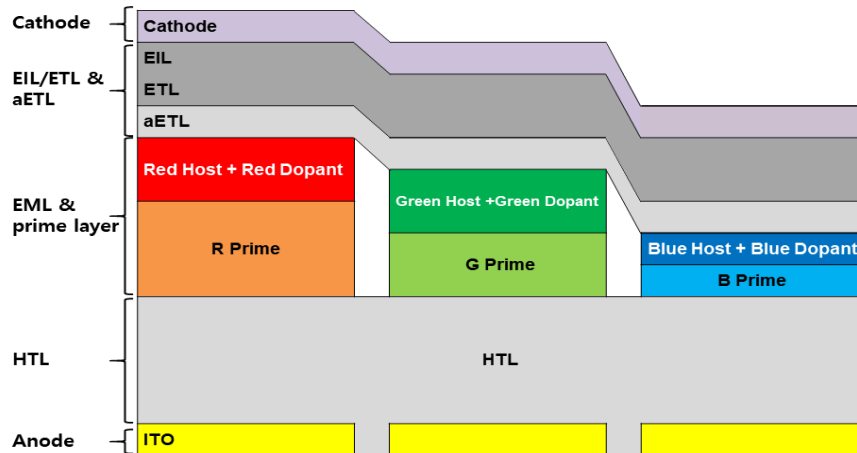 Cathode
Cathode
EIL/ETL &
aETL
EIL
ETL
aETL
EML &
prime layer
Red Host + Red Dopant
Green Host +Green Dopant
Blue Host + Blue Dopant
R Prime
G Prime
B Prime
HTL
HTL
Anode
ITO